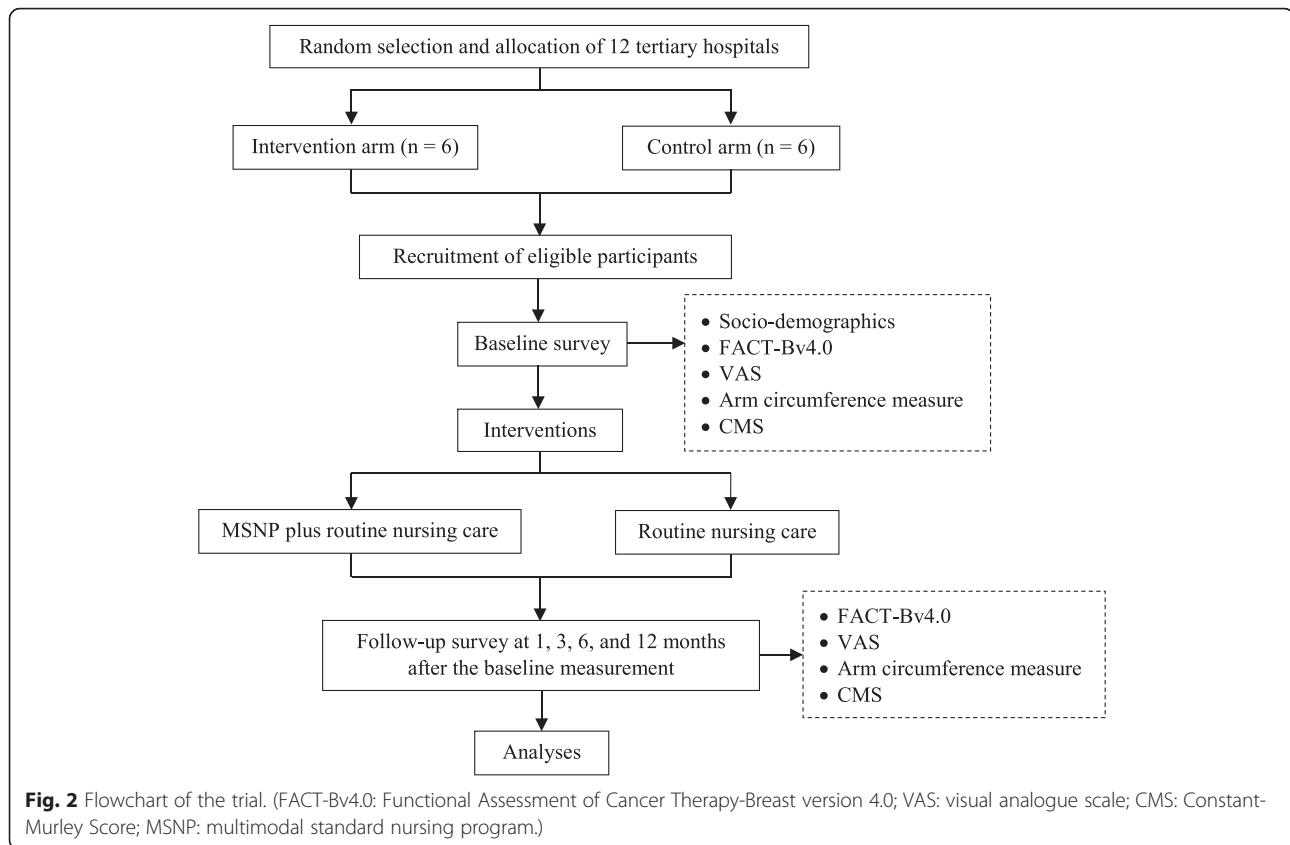 Random selection and allocation of 12 tertiary hospitals
Intervention arm (n = 6)
Control arm (n = 6)
Recruitment of eligible participants
Baseline survey
• Socio-demographics
• FACT-Bv4.0
• VAS
• Arm circumference measure
• CMS
Interventions
MSNP plus routine nursing care
Routine nursing care
Follow-up survey at 1, 3, 6, and 12 months
after the baseline measurement
• FACT-Bv4.0
• VAS
• Arm circumference measure
• CMS
Analyses
Fig. 2 Flowchart of the trial. (FACT-Bv4.0: Functional Assessment of Cancer Therapy-Breast version 4.0; VAS: visual analogue scale; CMS: Constant-
Murley Score; MSNP: multimodal standard nursing program.)